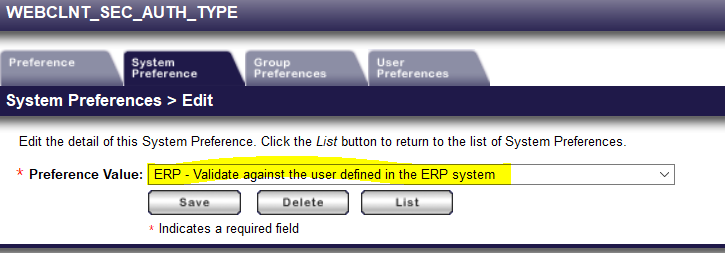 WEBCLNT_SEC_AUTH_TYPE
Preference
System
Preference
Group
Preferences
User
Preferences
System Preferences > Edit
Edit the detail of this System Preference. Click the List button to return to the list of System Preferences.
* Preference Value: ERP - Validate against the user defined in the ERP system
Save Delete List
* Indicates a required field